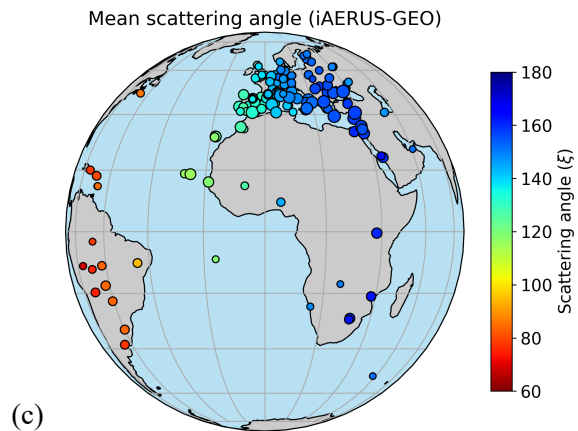 Mean scattering angle (iAERUS-GEO)
180
160
140
120
100
80
60
Scattering angle (ξ)
(c)